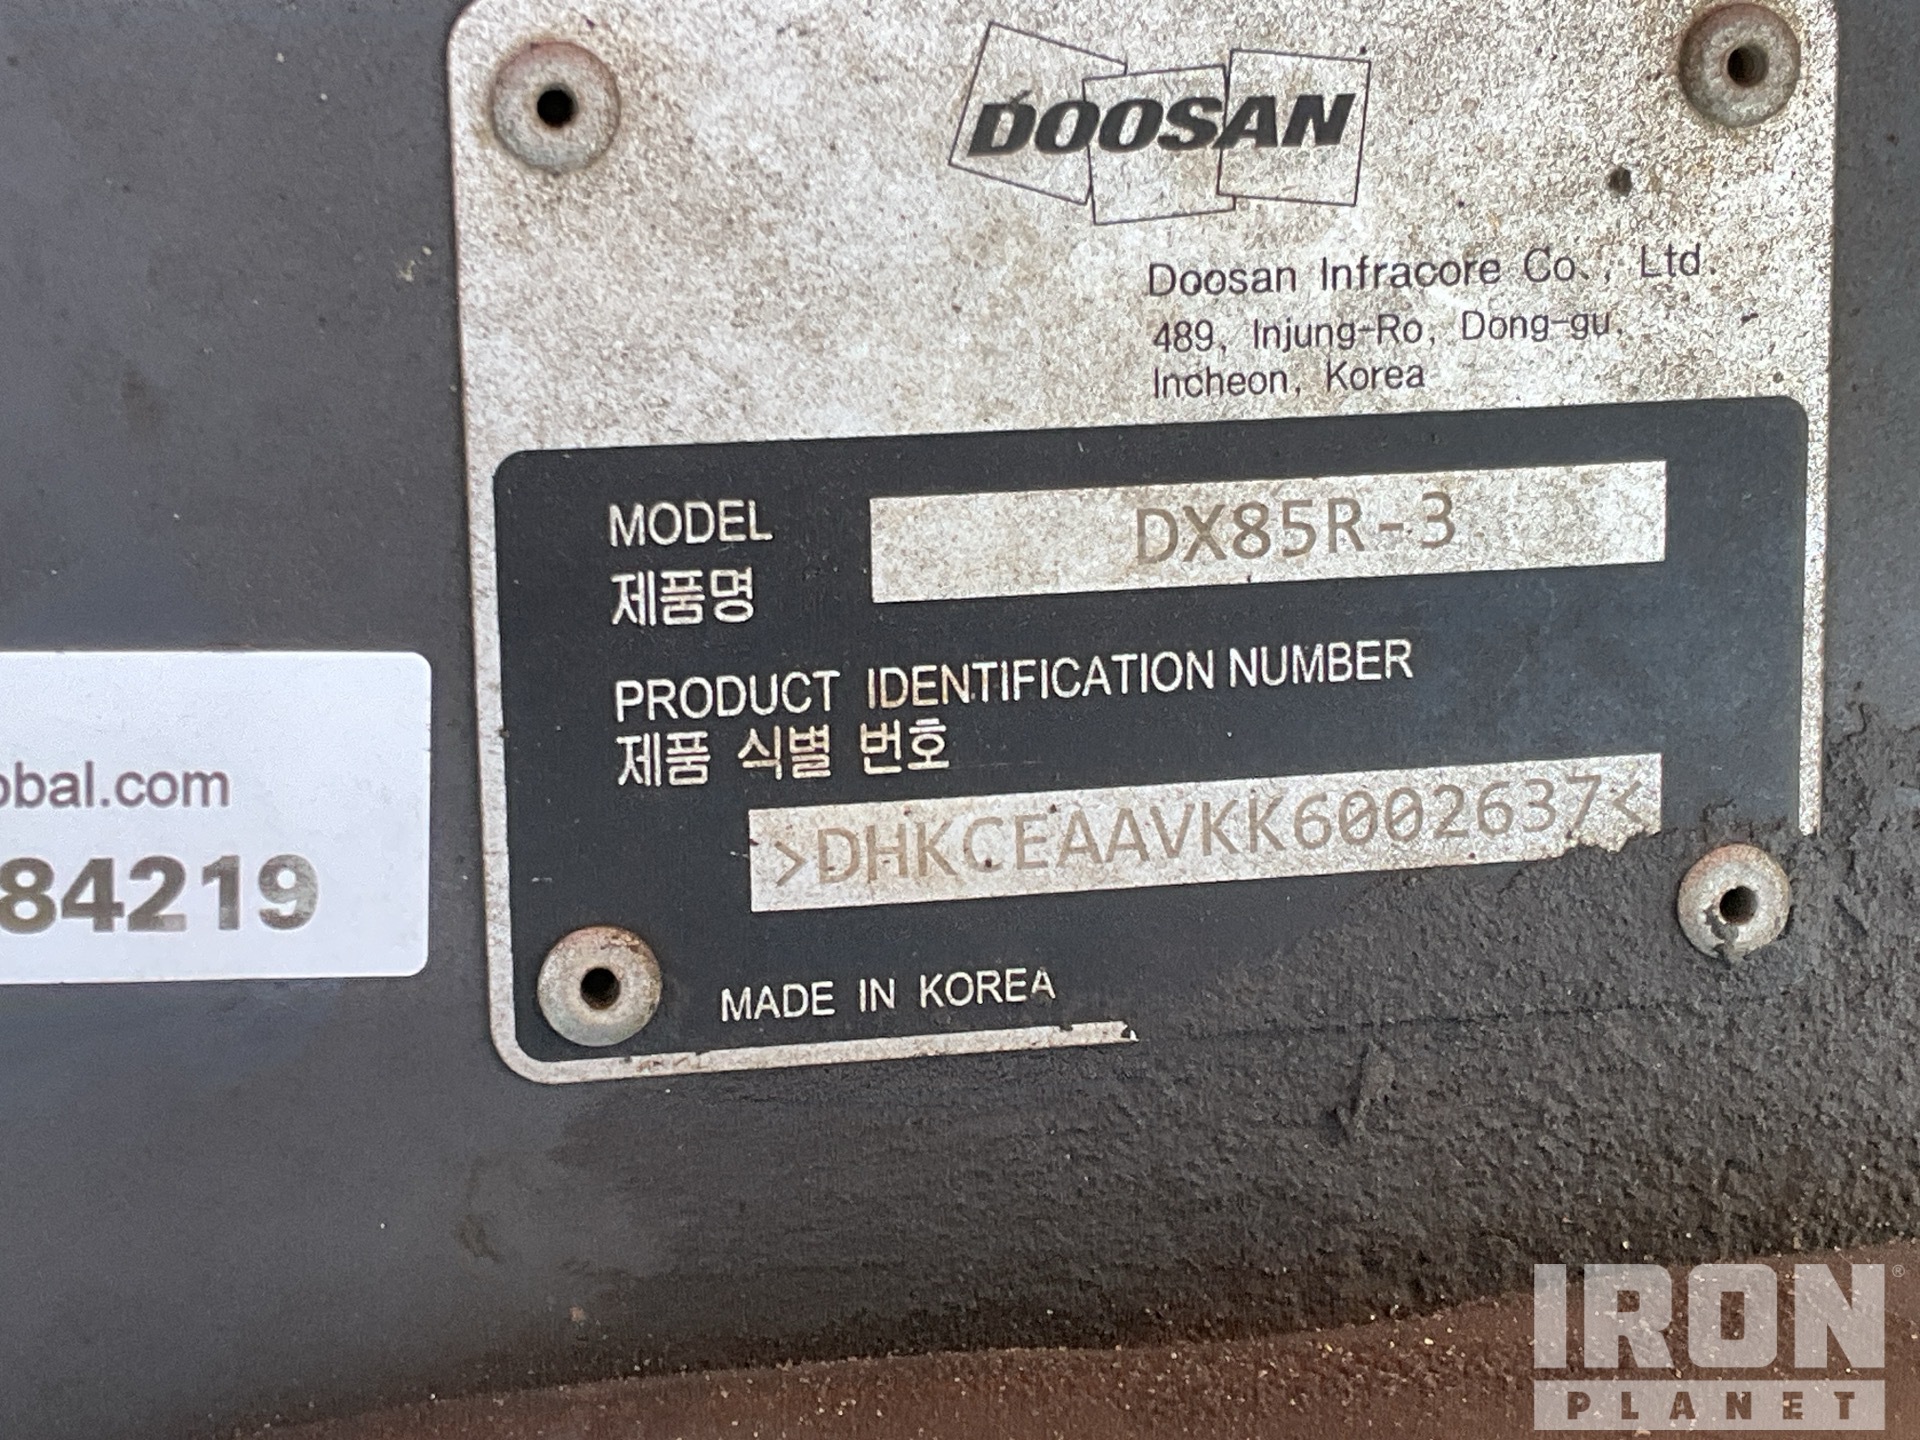 DOOSAN
Doosan Infracore Co., Ltd.
489, Injung-Ro, Dong-gu,
Incheon, Korea
MODEL DX85R-3
제품명
PRODUCT IDENTIFICATION NUMBER
제품 식별 번호
>DHKCEAAVKK6002637<
MADE IN KOREA
obal.com
84219
IRON
PLANET